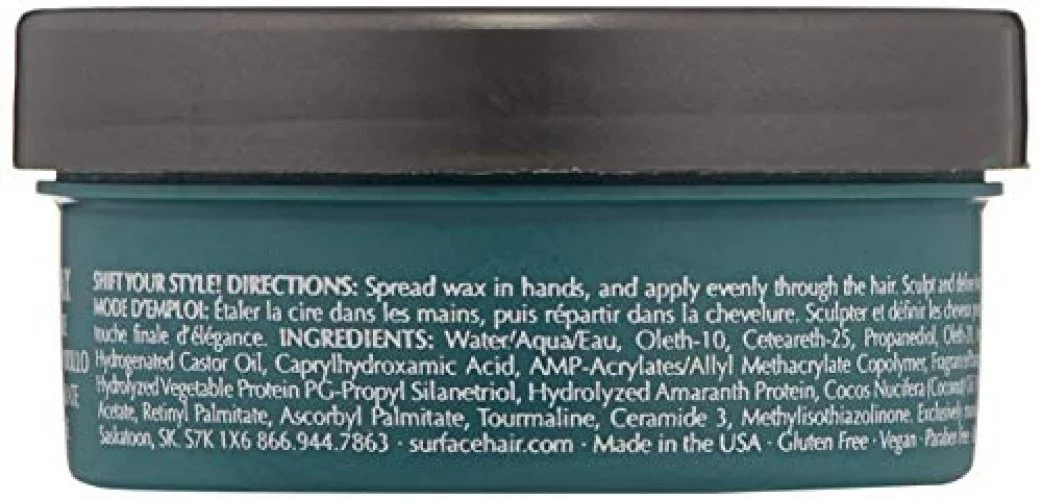 SHIFT YOUR STYLE! DIRECTIONS: Spread wax in hands, and apply evenly through the hair. Sculpt and define
MODE D'EMPLOI: Étaler la cire dans les mains, puis répartir dans la chevelure. Sculpter et définir les cheveux
touche finale d'élégance. INGREDIENTS: Water/Aqua/Eau, Oleth-10, Ceteareth-25, Propanediol,
Hydrogenated Castor Oil, Caprylhydroxamic Acid, AMP-Acrylates/Allyl Methacrylate Copolymer,
Hydrolyzed Vegetable Protein PG-Propyl Silanetriol, Hydrolyzed Amaranth Protein, Cocos Nucifera (Coconut)
Acetate, Retinyl Palmitate, Ascorbyl Palmitate, Tourmaline, Ceramide 3, Methylisothiazolinone. Exclusively
Saskatoon, SK. S7K 1X6 866.944.7863 · surfacehair.com · Made in the USA · Gluten Free · Vegan · Paraben